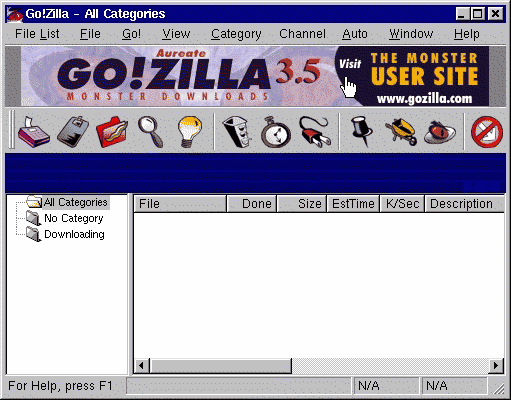 Go!Zilla - All Categories
File List File Go! View Category Channel Auto Window Help
Aureate
GO!ZILLA 3.5
MONSTER DOWNLOADS
Visit
THE MONSTER
USER SITE
www.gozilla.com
All Categories
No Category
Downloading
File Done Size EstTime K/Sec Description
For Help, press F1 N/A N/A